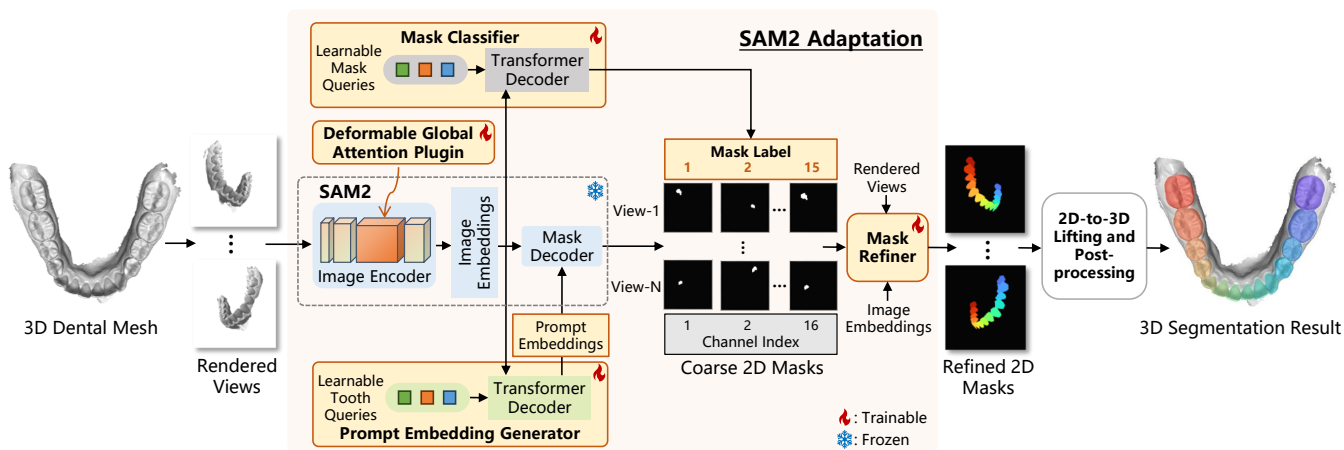 SAM2 Adaptation
Mask Classifier
Learnable
Mask
Queries
Transformer
Decoder
Deformable Global
Attention Plugin
SAM2
Image Encoder
Image
Embeddings
Mask
Decoder
Prompt
Embeddings
Learnable
Tooth
Queries
Transformer
Decoder
Prompt Embedding Generator
3D Dental Mesh
Rendered
Views
Mask Label
1 2 15
View-1
View-N
1 2 16
Channel Index
Coarse 2D Masks
Rendered
Views
Mask
Refiner
Image
Embeddings
Refined 2D
Masks
2D-to-3D
Lifting and
Post-
processing
3D Segmentation Result
: Trainable
: Frozen